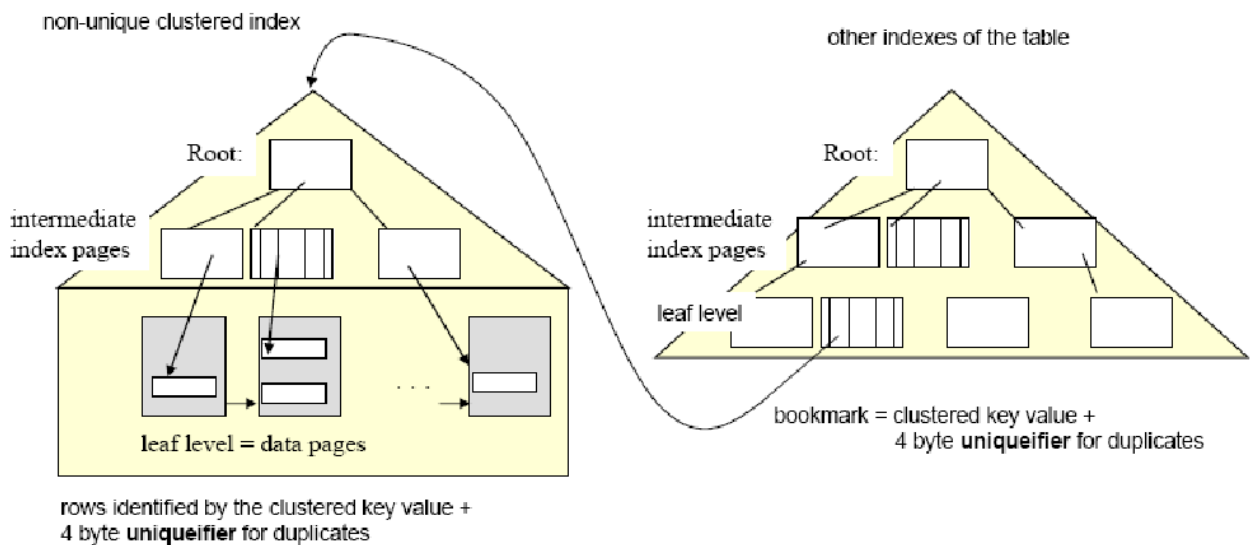 non-unique clustered index
other indexes of the table
Root:
intermediate
index pages
. . .
leaf level = data pages
rows identified by the clustered key value +
4 byte uniqueifier for duplicates
Root:
intermediate
index pages
leaf level
bookmark = clustered key value +
4 byte uniqueifier for duplicates